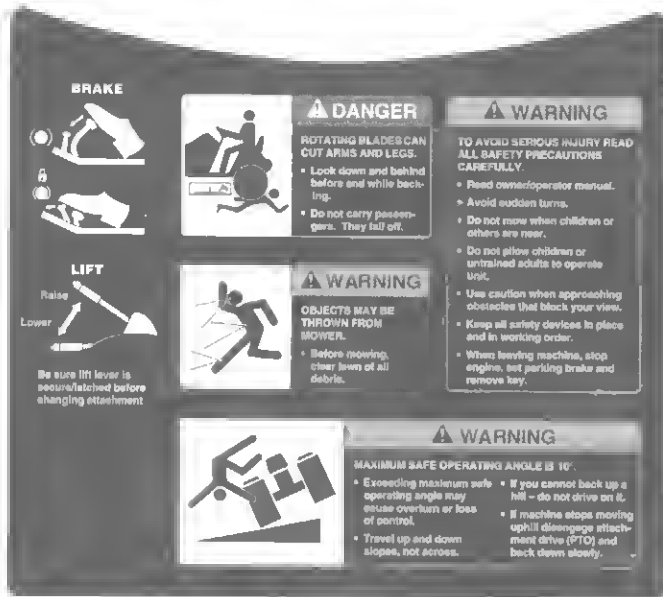 BRAKE
LIFT
Raise
Lower
Be sure lift lever is
secure/latched before
changing attachment
DANGER
ROTATING BLADES CAN
CUT ARMS AND LEGS.
• Look down and behind
before and while back-
ing.
• Do not carry passen-
gers. They fall off.
WARNING
OBJECTS MAY BE
THROWN FROM
MOWER.
• Before mowing,
clear lawn of all
debris.
WARNING
TO AVOID SERIOUS INJURY READ
ALL SAFETY PRECAUTIONS
CAREFULLY.
• Read owner/operator manual.
• Avoid sudden turns.
• Do not mow when children or
others are near.
• Do not allow children or
untrained adults to operate
unit.
• Use caution when approaching
obstacles that block your view.
• Keep all safety devices in place
and in working order.
• When leaving machine, stop
engine, set parking brake and
remove key.
WARNING
MAXIMUM SAFE OPERATING ANGLE IS 10°.
• Exceeding maximum safe
operating angle may
cause overturn or loss
of control.
• Travel up and down
slopes, not across.
• If you cannot back up a
hill – do not drive on it.
• If machine stops moving
uphill disengage attach-
ment drive (PTO) and
back down slowly.